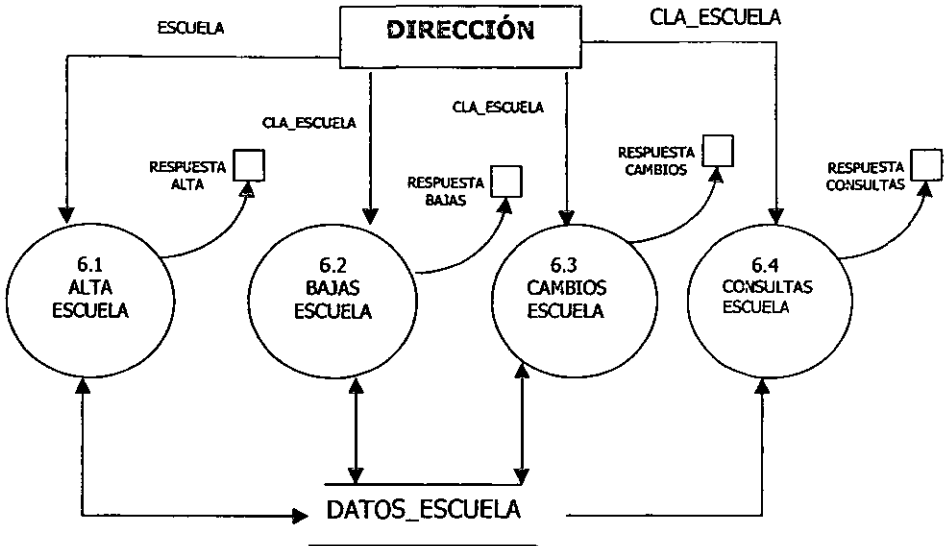 ESCUELA
DIRECCIÓN
CLA_ESCUELA
CLA_ESCUELA
CLA_ESCUELA
RESPUESTA
ALTA
RESPUESTA
BAJAS
RESPUESTA
CAMBIOS
RESPUESTA
CONSULTAS
6.1
ALTA
ESCUELA
6.2
BAJAS
ESCUELA
6.3
CAMBIOS
ESCUELA
6.4
CONSULTAS
ESCUELA
DATOS_ESCUELA